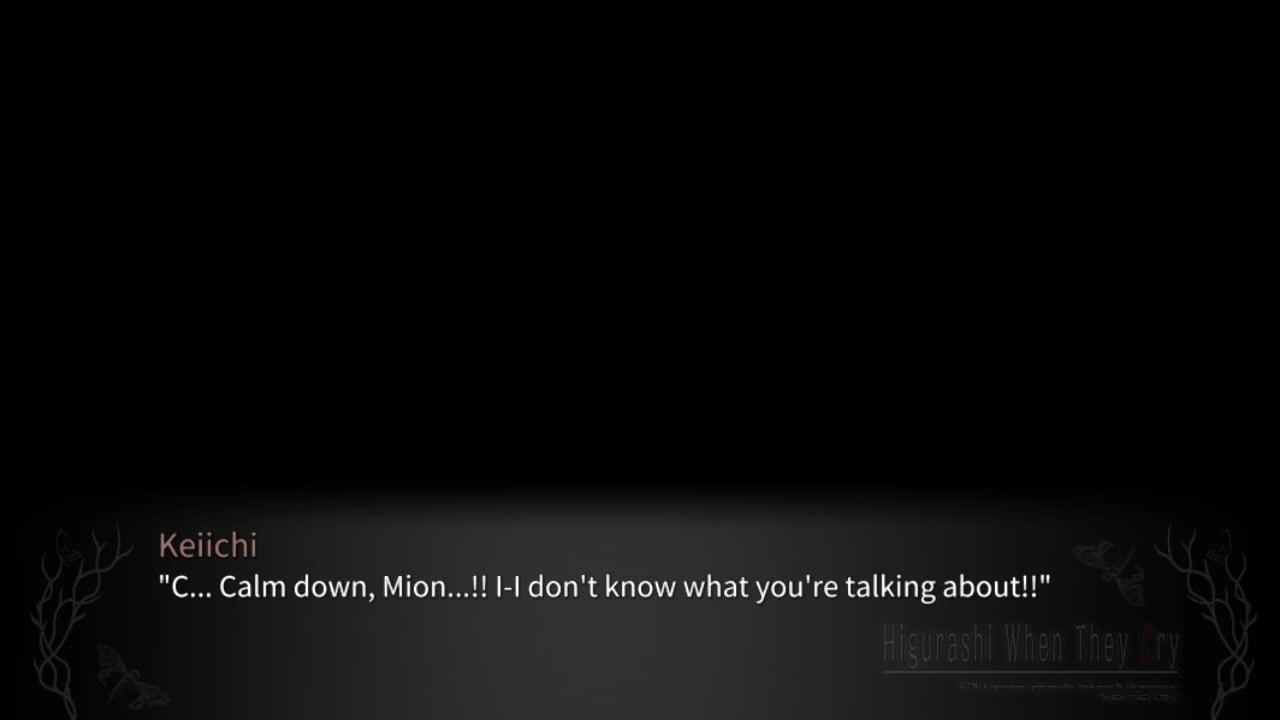 Keiichi
"C... Calm down, Mion...!! I-I don't know what you're talking about!!"
Higurashi When They Cry